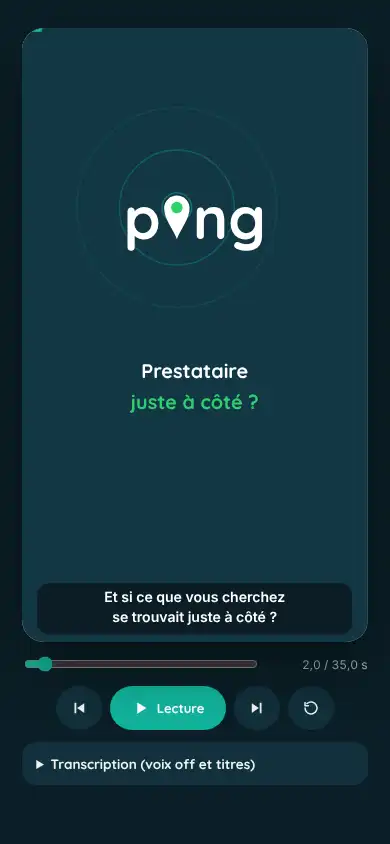 ping
Prestataire
juste à côté ?
Et si ce que vous cherchez
se trouvait juste à côté ?
2,0 / 35,0 s
Lecture
Transcription (voix off et titres)